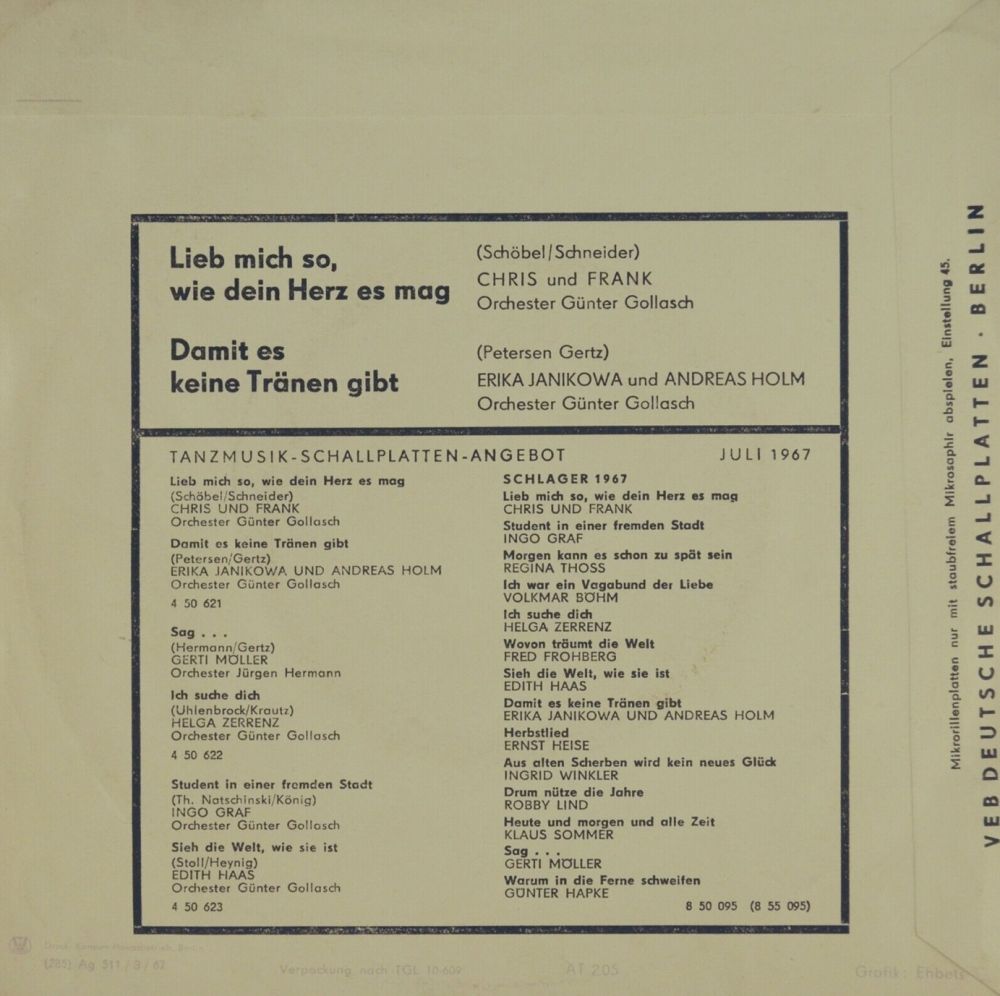 Lieb mich so,
wie dein Herz es mag
(Schöbel/Schneider)
CHRIS und FRANK
Orchester Günter Gollasch
Damit es
keine Tränen gibt
(Petersen Gertz)
ERIKA JANIKOWA und ANDREAS HOLM
Orchester Günter Gollasch
TANZMUSIK-SCHALLPLATTEN-ANGEBOT JULI 1967
Lieb mich so, wie dein Herz es mag
(Schöbel/Schneider)
CHRIS UND FRANK
Orchester Günter Gollasch
Damit es keine Tränen gibt
(Petersen/Gertz)
ERIKA JANIKOWA UND ANDREAS HOLM
Orchester Günter Gollasch
4 50 621
Sag . . .
(Hermann/Gertz)
GERTI MÖLLER
Orchester Jürgen Hermann
Ich suche dich
(Uhlenbrock/Krautz)
HELGA ZERRENZ
Orchester Günter Gollasch
4 50 622
Student in einer fremden Stadt
(Th. Natschinski/König)
INGO GRAF
Orchester Günter Gollasch
Sieh die Welt, wie sie ist
(Stoll/Heynig)
EDITH HAAS
Orchester Günter Gollasch
4 50 623
SCHLAGER 1967
Lieb mich so, wie dein Herz es mag
CHRIS UND FRANK
Student in einer fremden Stadt
INGO GRAF
Morgen kann es schon zu spät sein
REGINA THOSS
Ich war ein Vagabund der Liebe
VOLKMAR BÖHM
Ich suche dich
HELGA ZERRENZ
Wovon träumt die Welt
FRED FROHBERG
Sieh die Welt, wie sie ist
EDITH HAAS
Damit es keine Tränen gibt
ERIKA JANIKOWA UND ANDREAS HOLM
Herbstlied
ERNST HEISE
Aus alten Scherben wird kein neues Glück
INGRID WINKLER
Drum nütze die Jahre
ROBBY LIND
Heute und morgen und alle Zeit
KLAUS SOMMER
Sag . . .
GERTI MÖLLER
Warum in die Ferne schweifen
GÜNTER HAPKE
8 50 095 (8 55 095)
Mikrorillenplatten nur mit staubfreiem Mikrosaphir abspielen, Einstellung 45.
VEB DEUTSCHE SCHALLPLATTEN · BERLIN
(285) Ag 511/3/67
Verpackung nach TGL 10-609
AT 205
Grafik: Ehbets